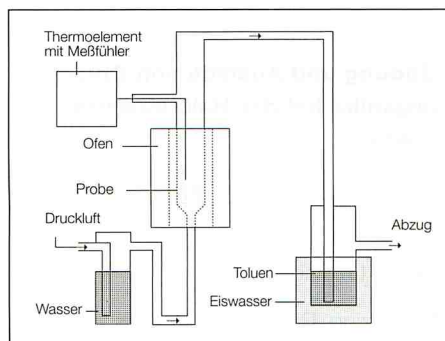 Thermoelement
mit Meßfühler
Ofen
Probe
Druckluft
Abzug
Toluen
Wasser
Eiswasser